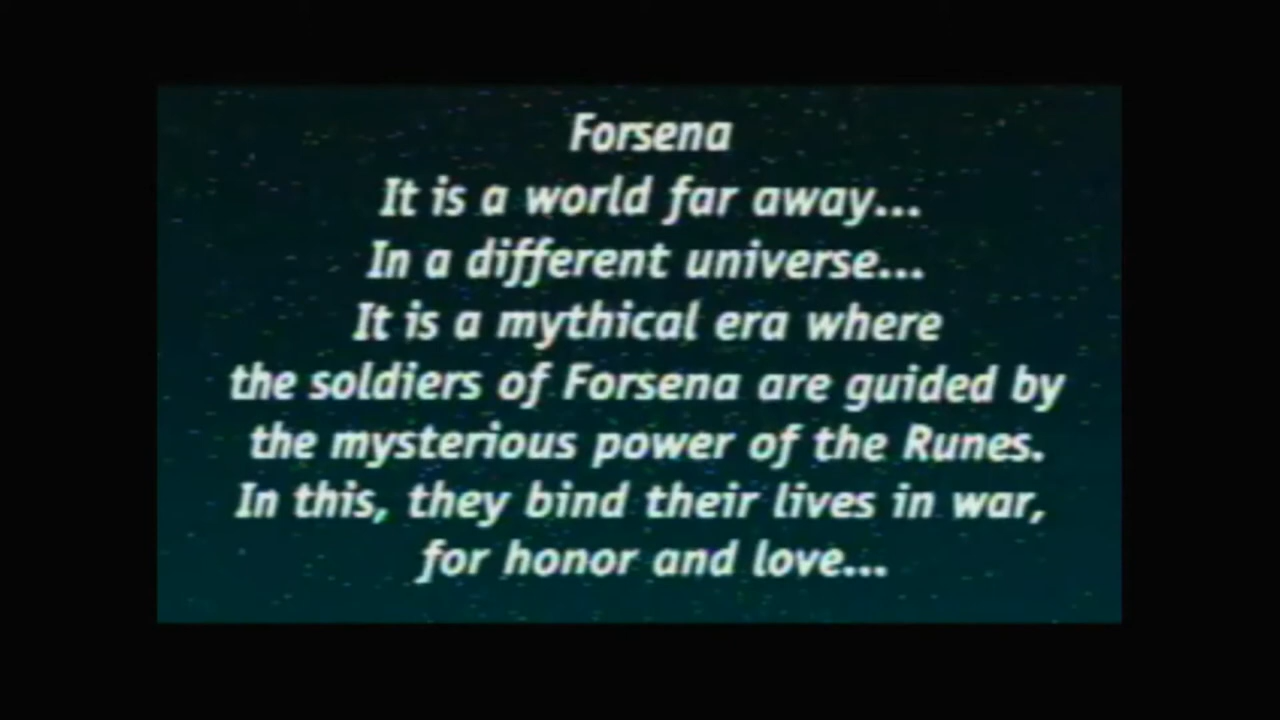 Forsena
It is a world far away...
In a different universe...
It is a mythical era where
the soldiers of Forsena are guided by
the mysterious power of the Runes.
In this, they bind their lives in war,
for honor and love...